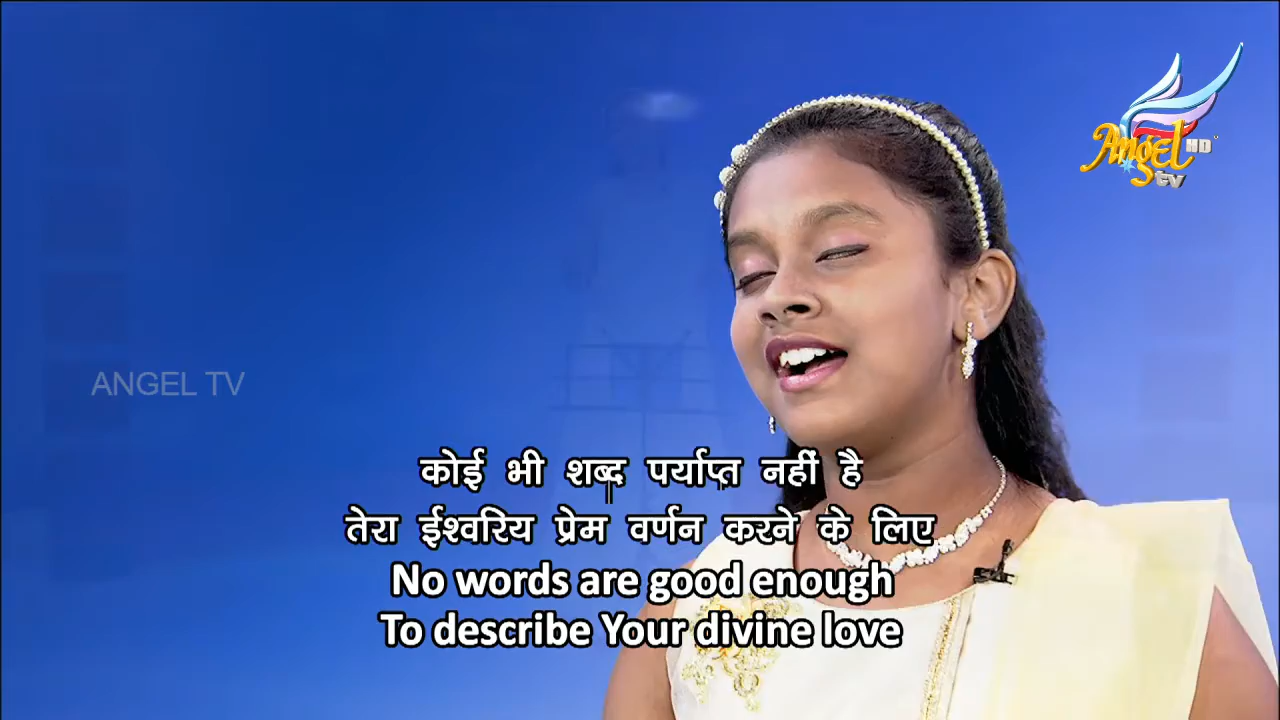 Angel HD
tv
ANGEL TV
कोई भी शब्द पर्याप्त नहीं है
तेरा ईश्वरिय प्रेम वर्णन करने के लिए
No words are good enough
To describe Your divine love